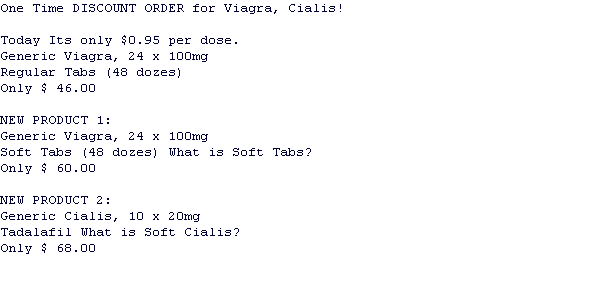 One Time DISCOUNT ORDER for Viagra, Cialis!
Today Its only $0.95 per dose.
Generic Viagra, 24 x 100mg
Regular Tabs (48 dozes)
Only $ 46.00
NEW PRODUCT 1:
Generic Viagra, 24 x 100mg
Soft Tabs (48 dozes) What is Soft Tabs?
Only $ 60.00
NEW PRODUCT 2:
Generic Cialis, 10 x 20mg
Tadalafil What is Soft Cialis?
Only $ 68.00